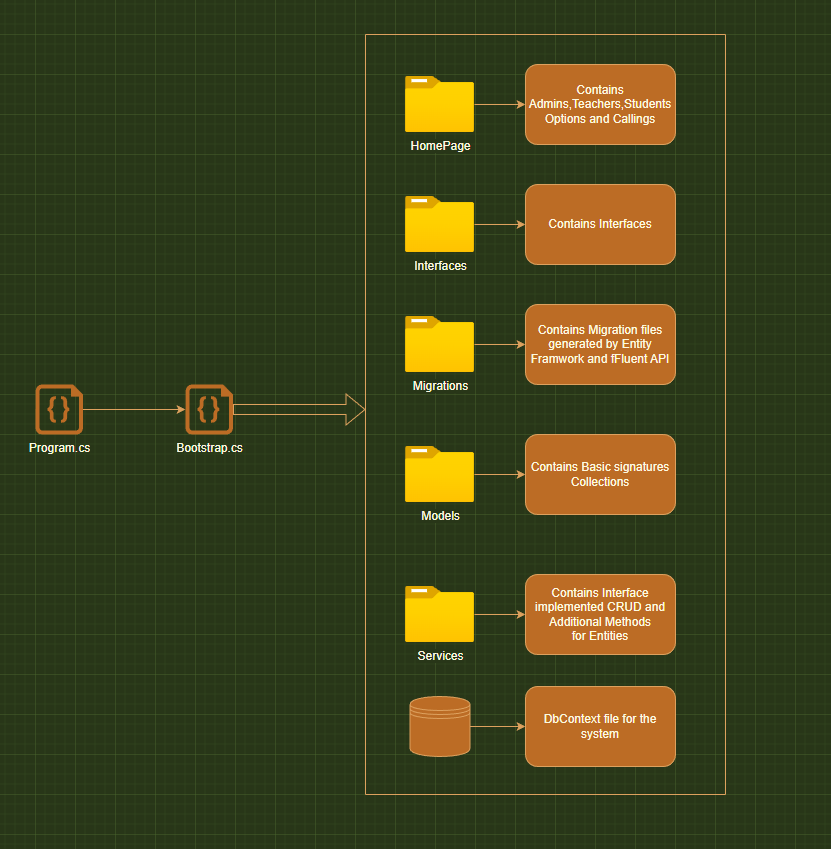 Contains
Admins,Teachers,Students
Options and Callings
HomePage
Contains Interfaces
Interfaces
Contains Migration files
generated by Entity
Framwork and fFluent API
Migrations
Program.cs
Bootstrap.cs
Contains Basic signatures
Collections
Models
Contains Interface
implemented CRUD and
Additional Methods
for Entities
Services
DbContext file for the
system